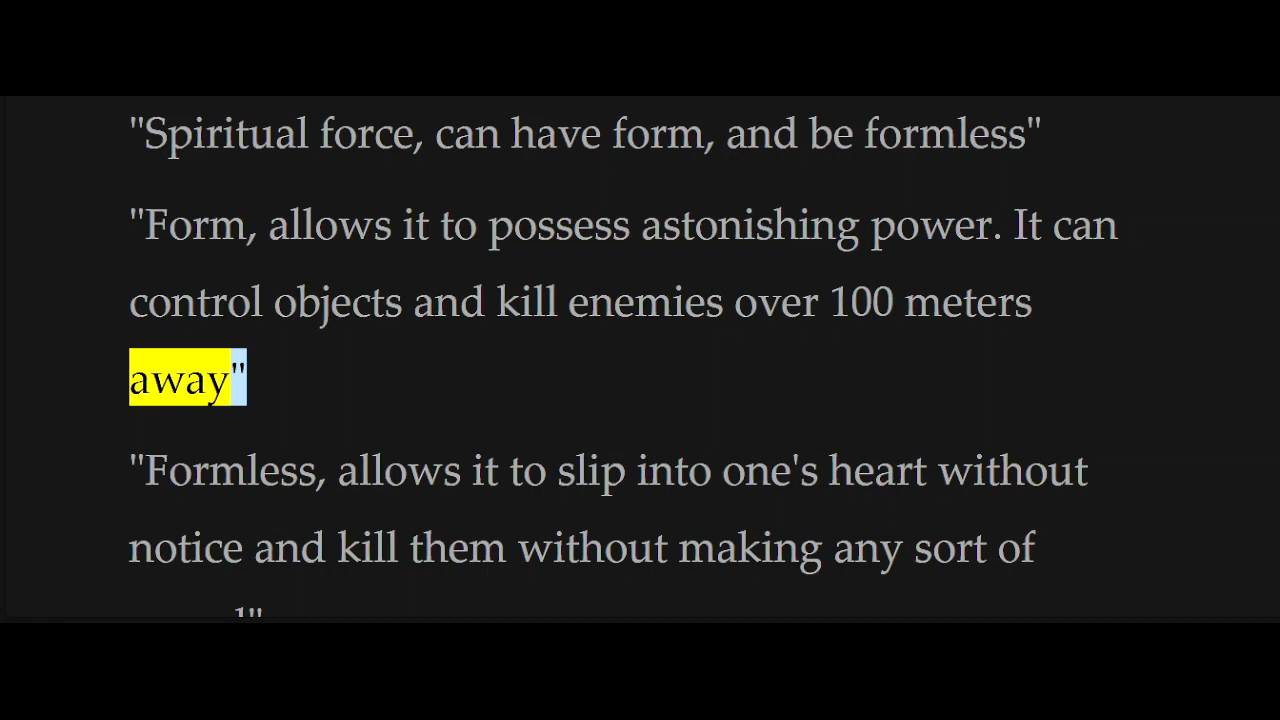 "Spiritual force, can have form, and be formless"
"Form, allows it to possess astonishing power. It can
control objects and kill enemies over 100 meters
away"
"Formless, allows it to slip into one's heart without
notice and kill them without making any sort of